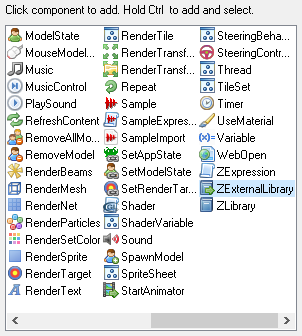 Click component to add. Hold Ctrl to add and select.
ModelState
MouseModel...
Music
MusicControl
PlaySound
RefreshContent
RemoveAllMo...
RemoveModel
RenderBeams
RenderMesh
RenderNet
RenderParticles
RenderSetColor
RenderSprite
RenderTarget
RenderText
RenderTile
RenderTransf...
RenderTransf...
Repeat
Sample
SampleExpres...
SampleImport
SetAppState
SetModelState
SetRenderTar...
Shader
ShaderVariable
Sound
SpawnModel
SpriteSheet
StartAnimator
SteeringBeha...
SteeringContr...
Thread
TileSet
Timer
UseMaterial
Variable
WebOpen
ZExpression
ZExternalLibrary
ZLibrary